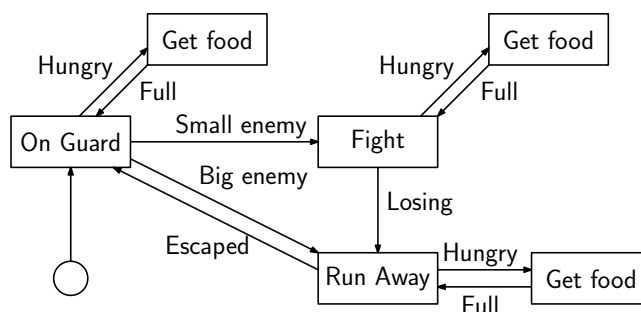 Get food
Get food
Hungry
Full
Hungry
Full
On Guard
Small enemy
Fight
Big enemy
Losing
Escaped
Hungry
Run Away
Get food
Full